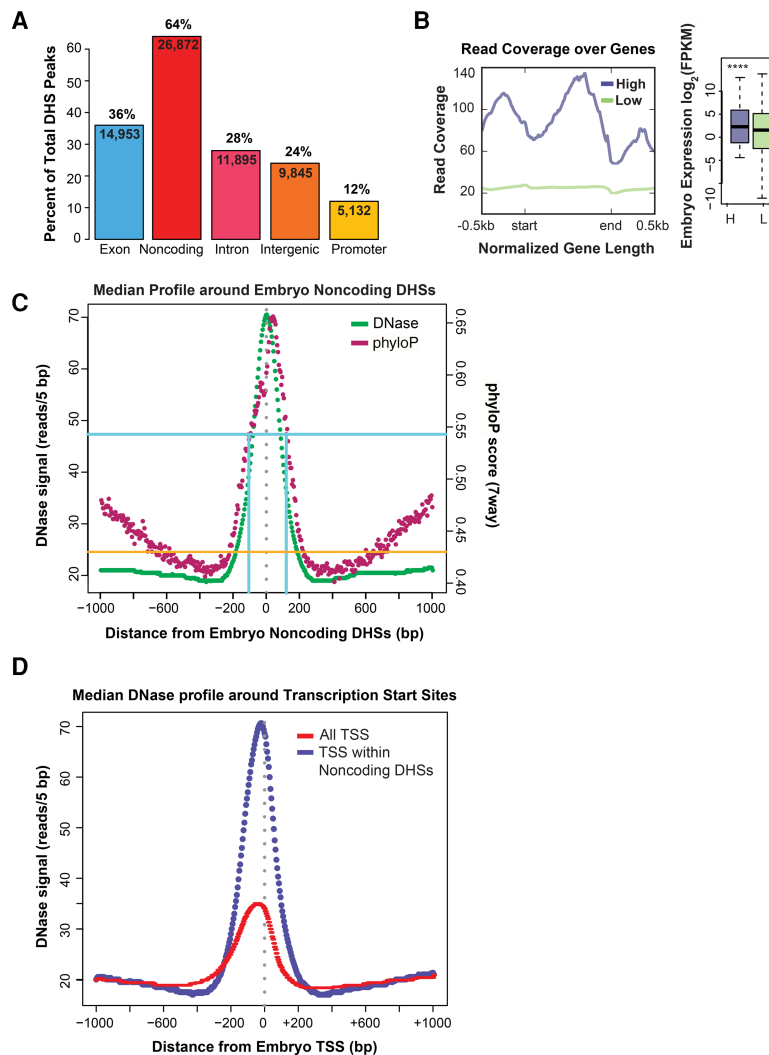 A
Percent of Total DHS Peaks
60
50
40
30
20
10
0
36%
14,953
64%
26,872
28%
11,895
24%
9,845
12%
5,132
Exon Noncoding Intron Intergenic Promoter
B
Read Coverage over Genes
Read Coverage
140
100
60
20
High
Low
-0.5kb start end 0.5kb
Normalized Gene Length
Embryo Expression log2(FPKM)
10
5
0
−5
−10
****
H L
C
Median Profile around Embryo Noncoding DHSs
DNase signal (reads/5 bp)
70
60
50
40
30
20
DNase
phyloP
0.65
0.60
0.55
0.50
0.45
0.40
phyloP score (7way)
−1000 −600 −200 0 200 600 1000
Distance from Embryo Noncoding DHSs (bp)
D
Median DNase profile around Transcription Start Sites
DNase signal (reads/5 bp)
70
50
40
30
20
All TSS
TSS within
Noncoding DHSs
−1000 −600 −200 0 +200 +600 +1000
Distance from Embryo TSS (bp)